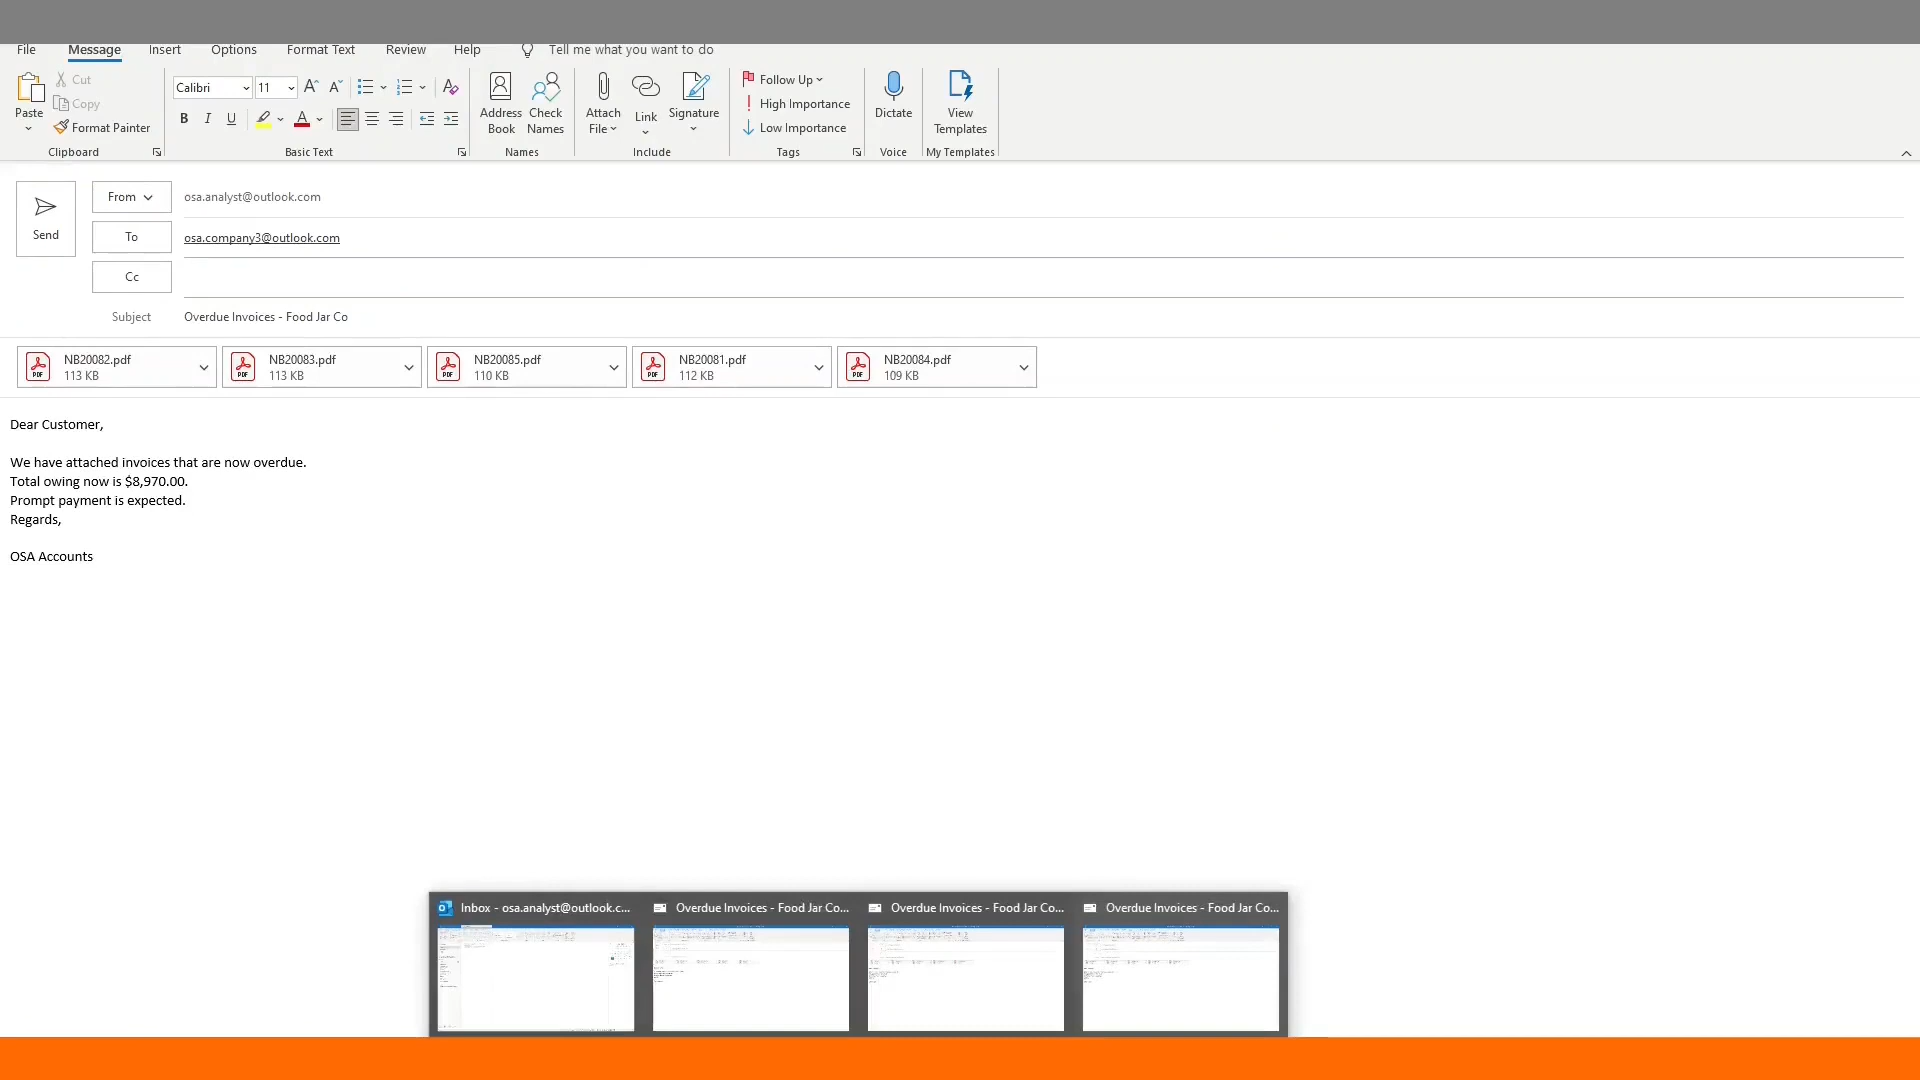 File Message Insert Options Format Text Review Help Tell me what you want to do
Paste
Cut
Copy
Format Painter
Clipboard
Calibri 11
B I U A
Basic Text
Address Book
Check Names
Names
Attach File
Link
Signature
Include
Follow Up
High Importance
Low Importance
Tags
Dictate
Voice
View Templates
My Templates
Send
From osa.analyst@outlook.com
To osa.company3@outlook.com
Cc
Subject Overdue Invoices - Food Jar Co
NB20082.pdf
113 KB
NB20083.pdf
113 KB
NB20085.pdf
110 KB
NB20081.pdf
112 KB
NB20084.pdf
109 KB
Dear Customer,
We have attached invoices that are now overdue.
Total owing now is $8,970.00.
Prompt payment is expected.
Regards,
OSA Accounts
Inbox - osa.analyst@outlook.c...
Overdue Invoices - Food Jar Co...
Overdue Invoices - Food Jar Co...
Overdue Invoices - Food Jar Co...